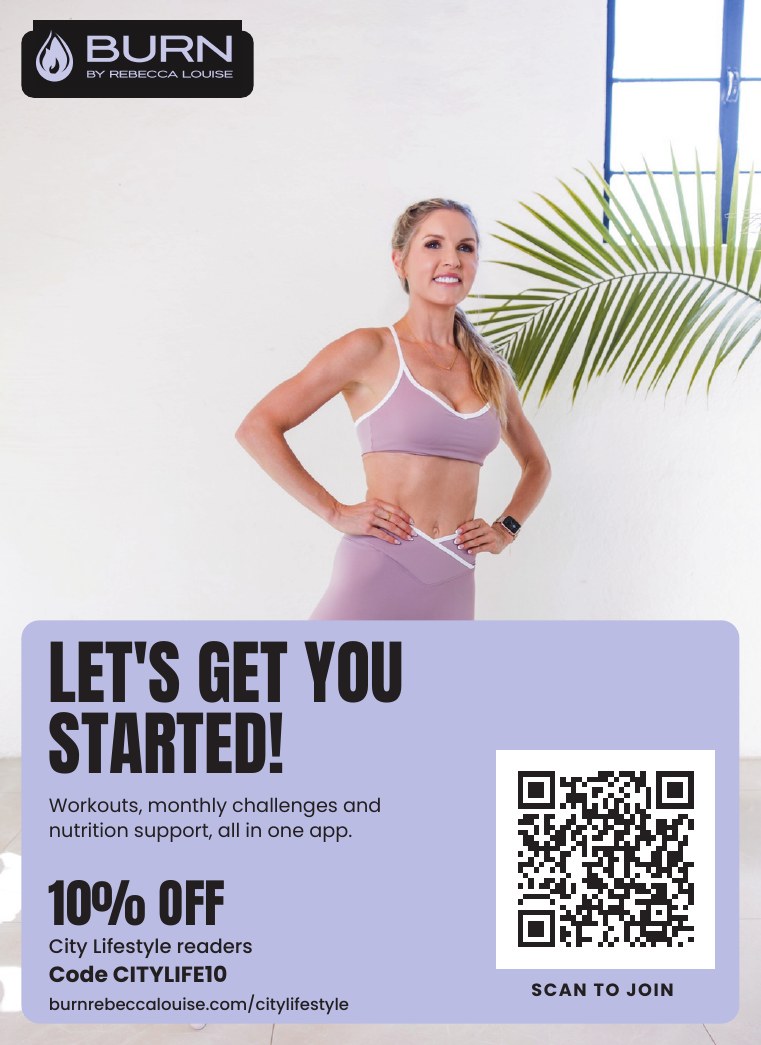 BURN
BY REBECCA LOUISE
LET'S GET YOU
STARTED!
Workouts, monthly challenges and
nutrition support, all in one app.
10% OFF
City Lifestyle readers
Code CITYLIFE10
burnrebeccalouise.com/citylifestyle
SCAN TO JOIN